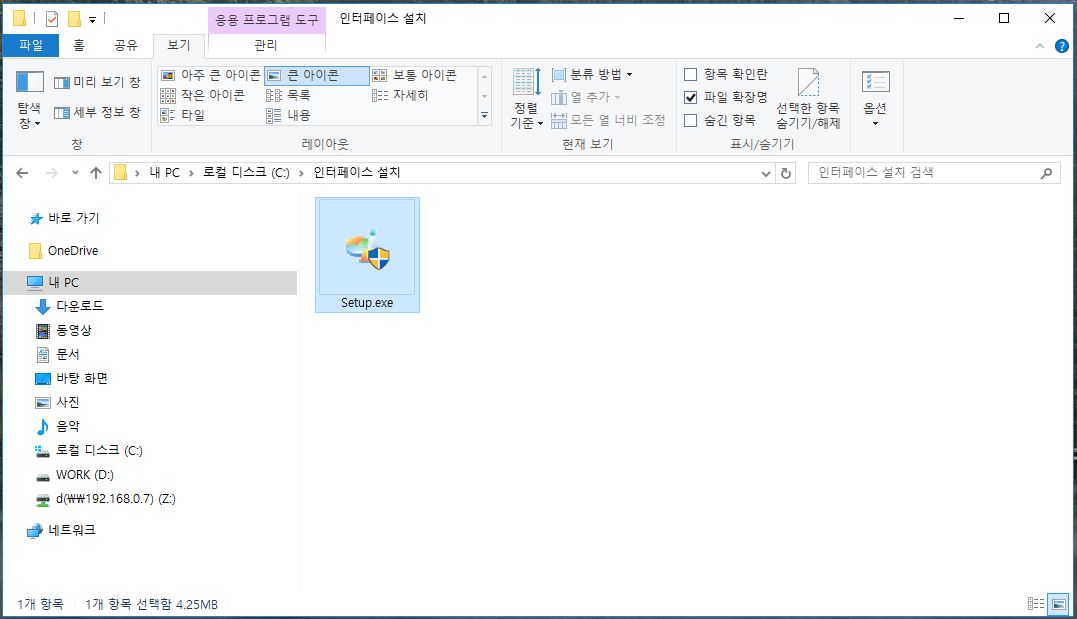 응용 프로그램 도구
인터페이스 설치
파일
홈
공유
보기
관리
탐색
창
미리 보기 창
세부 정보 창
창
아주 큰 아이콘
큰 아이콘
보통 아이콘
작은 아이콘
목록
자세히
타일
내용
레이아웃
정렬
기준
분류 방법
열 추가
모든 열 너비 조정
현재 보기
항목 확인란
파일 확장명
숨긴 항목
선택한 항목
숨기기/해제
표시/숨기기
옵션
내 PC
로컬 디스크 (C:)
인터페이스 설치
인터페이스 설치 검색
바로 가기
OneDrive
내 PC
다운로드
동영상
문서
바탕 화면
사진
음악
로컬 디스크 (C:)
WORK (D:)
d(₩₩192.168.0.7) (Z:)
네트워크
Setup.exe
1개 항목
1개 항목 선택함 4.25MB